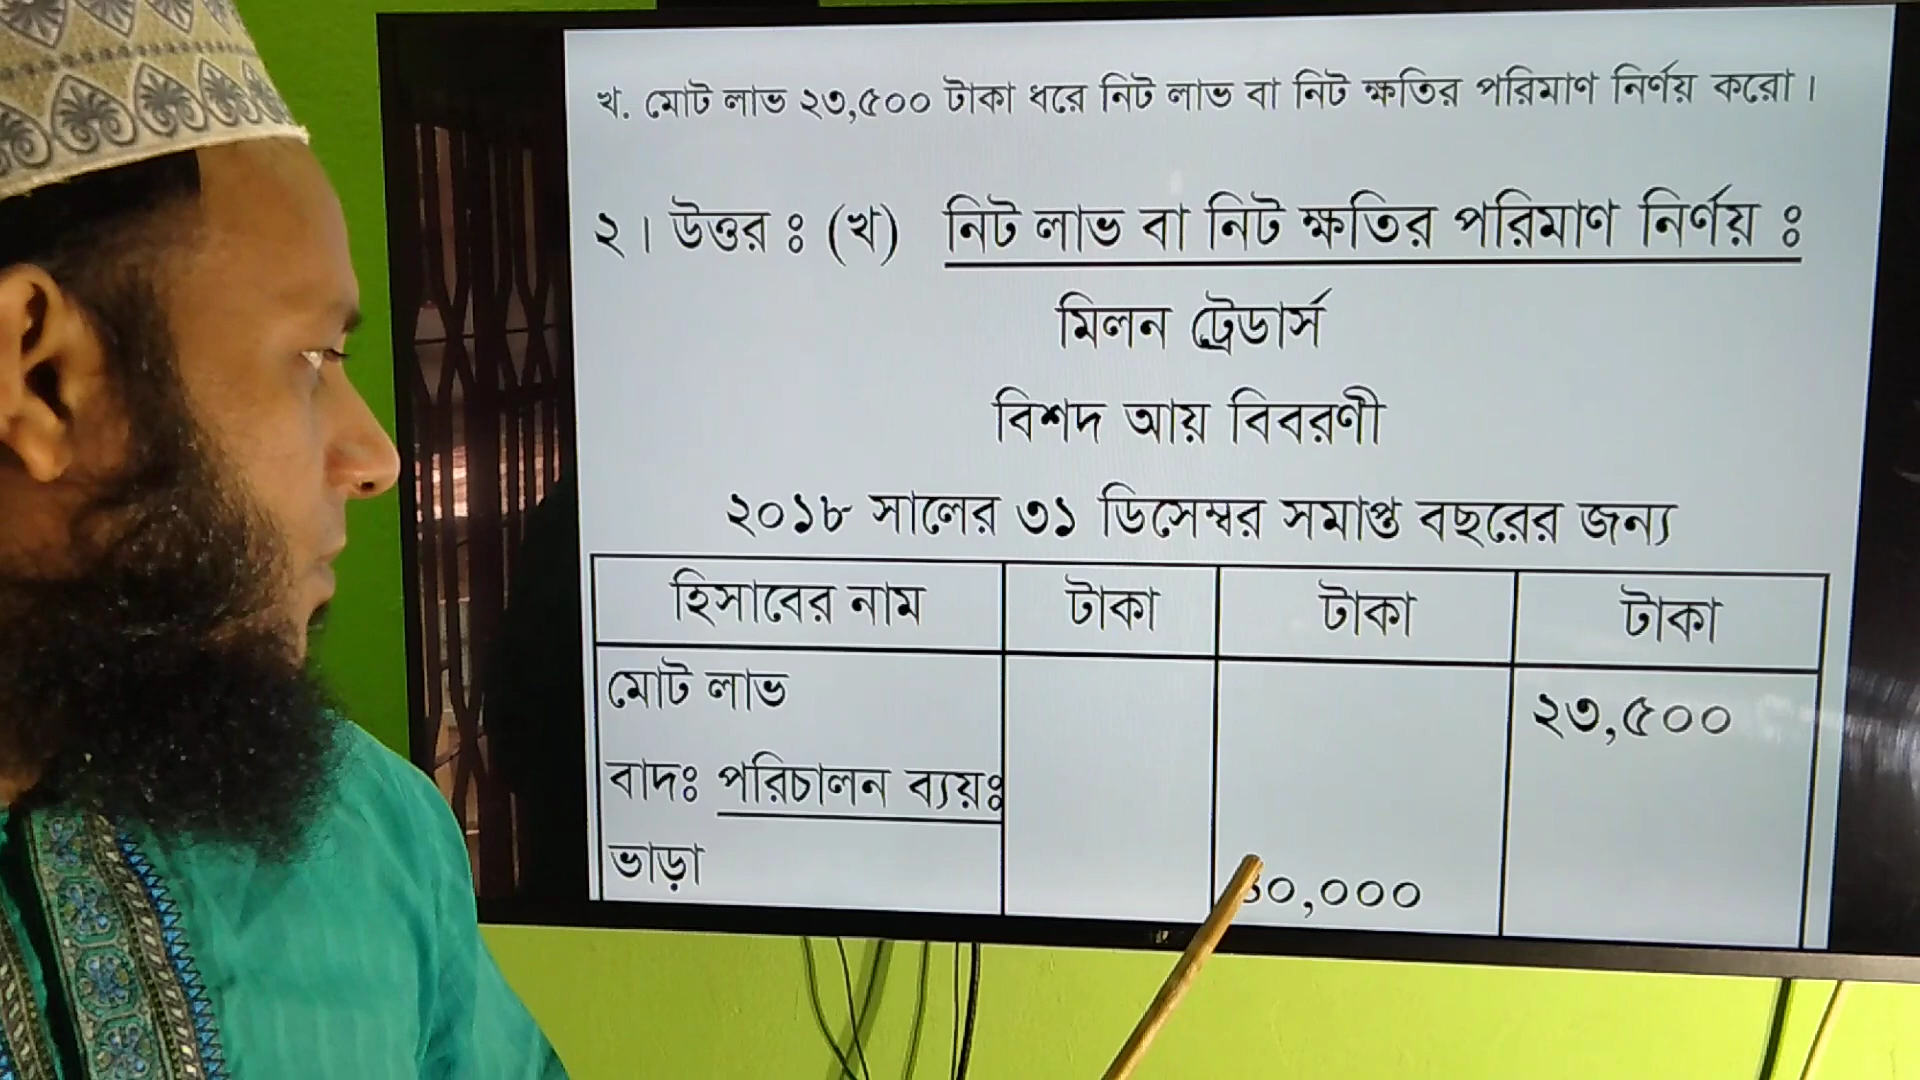 খ. মোট লাভ ২৩,৫০০ টাকা ধরে নিট লাভ বা নিট ক্ষতির পরিমাণ নির্ণয় করো।
২। উত্তর ঃ (খ) নিট লাভ বা নিট ক্ষতির পরিমাণ নির্ণয় ঃ
মিলন ট্রেডার্স
বিশদ আয় বিবরণী
২০১৮ সালের ৩১ ডিসেম্বর সমাপ্ত বছরের জন্য
হিসাবের নাম টাকা টাকা টাকা
মোট লাভ ২৩,৫০০
বাদঃ পরিচালন ব্যয়ঃ
ভাড়া